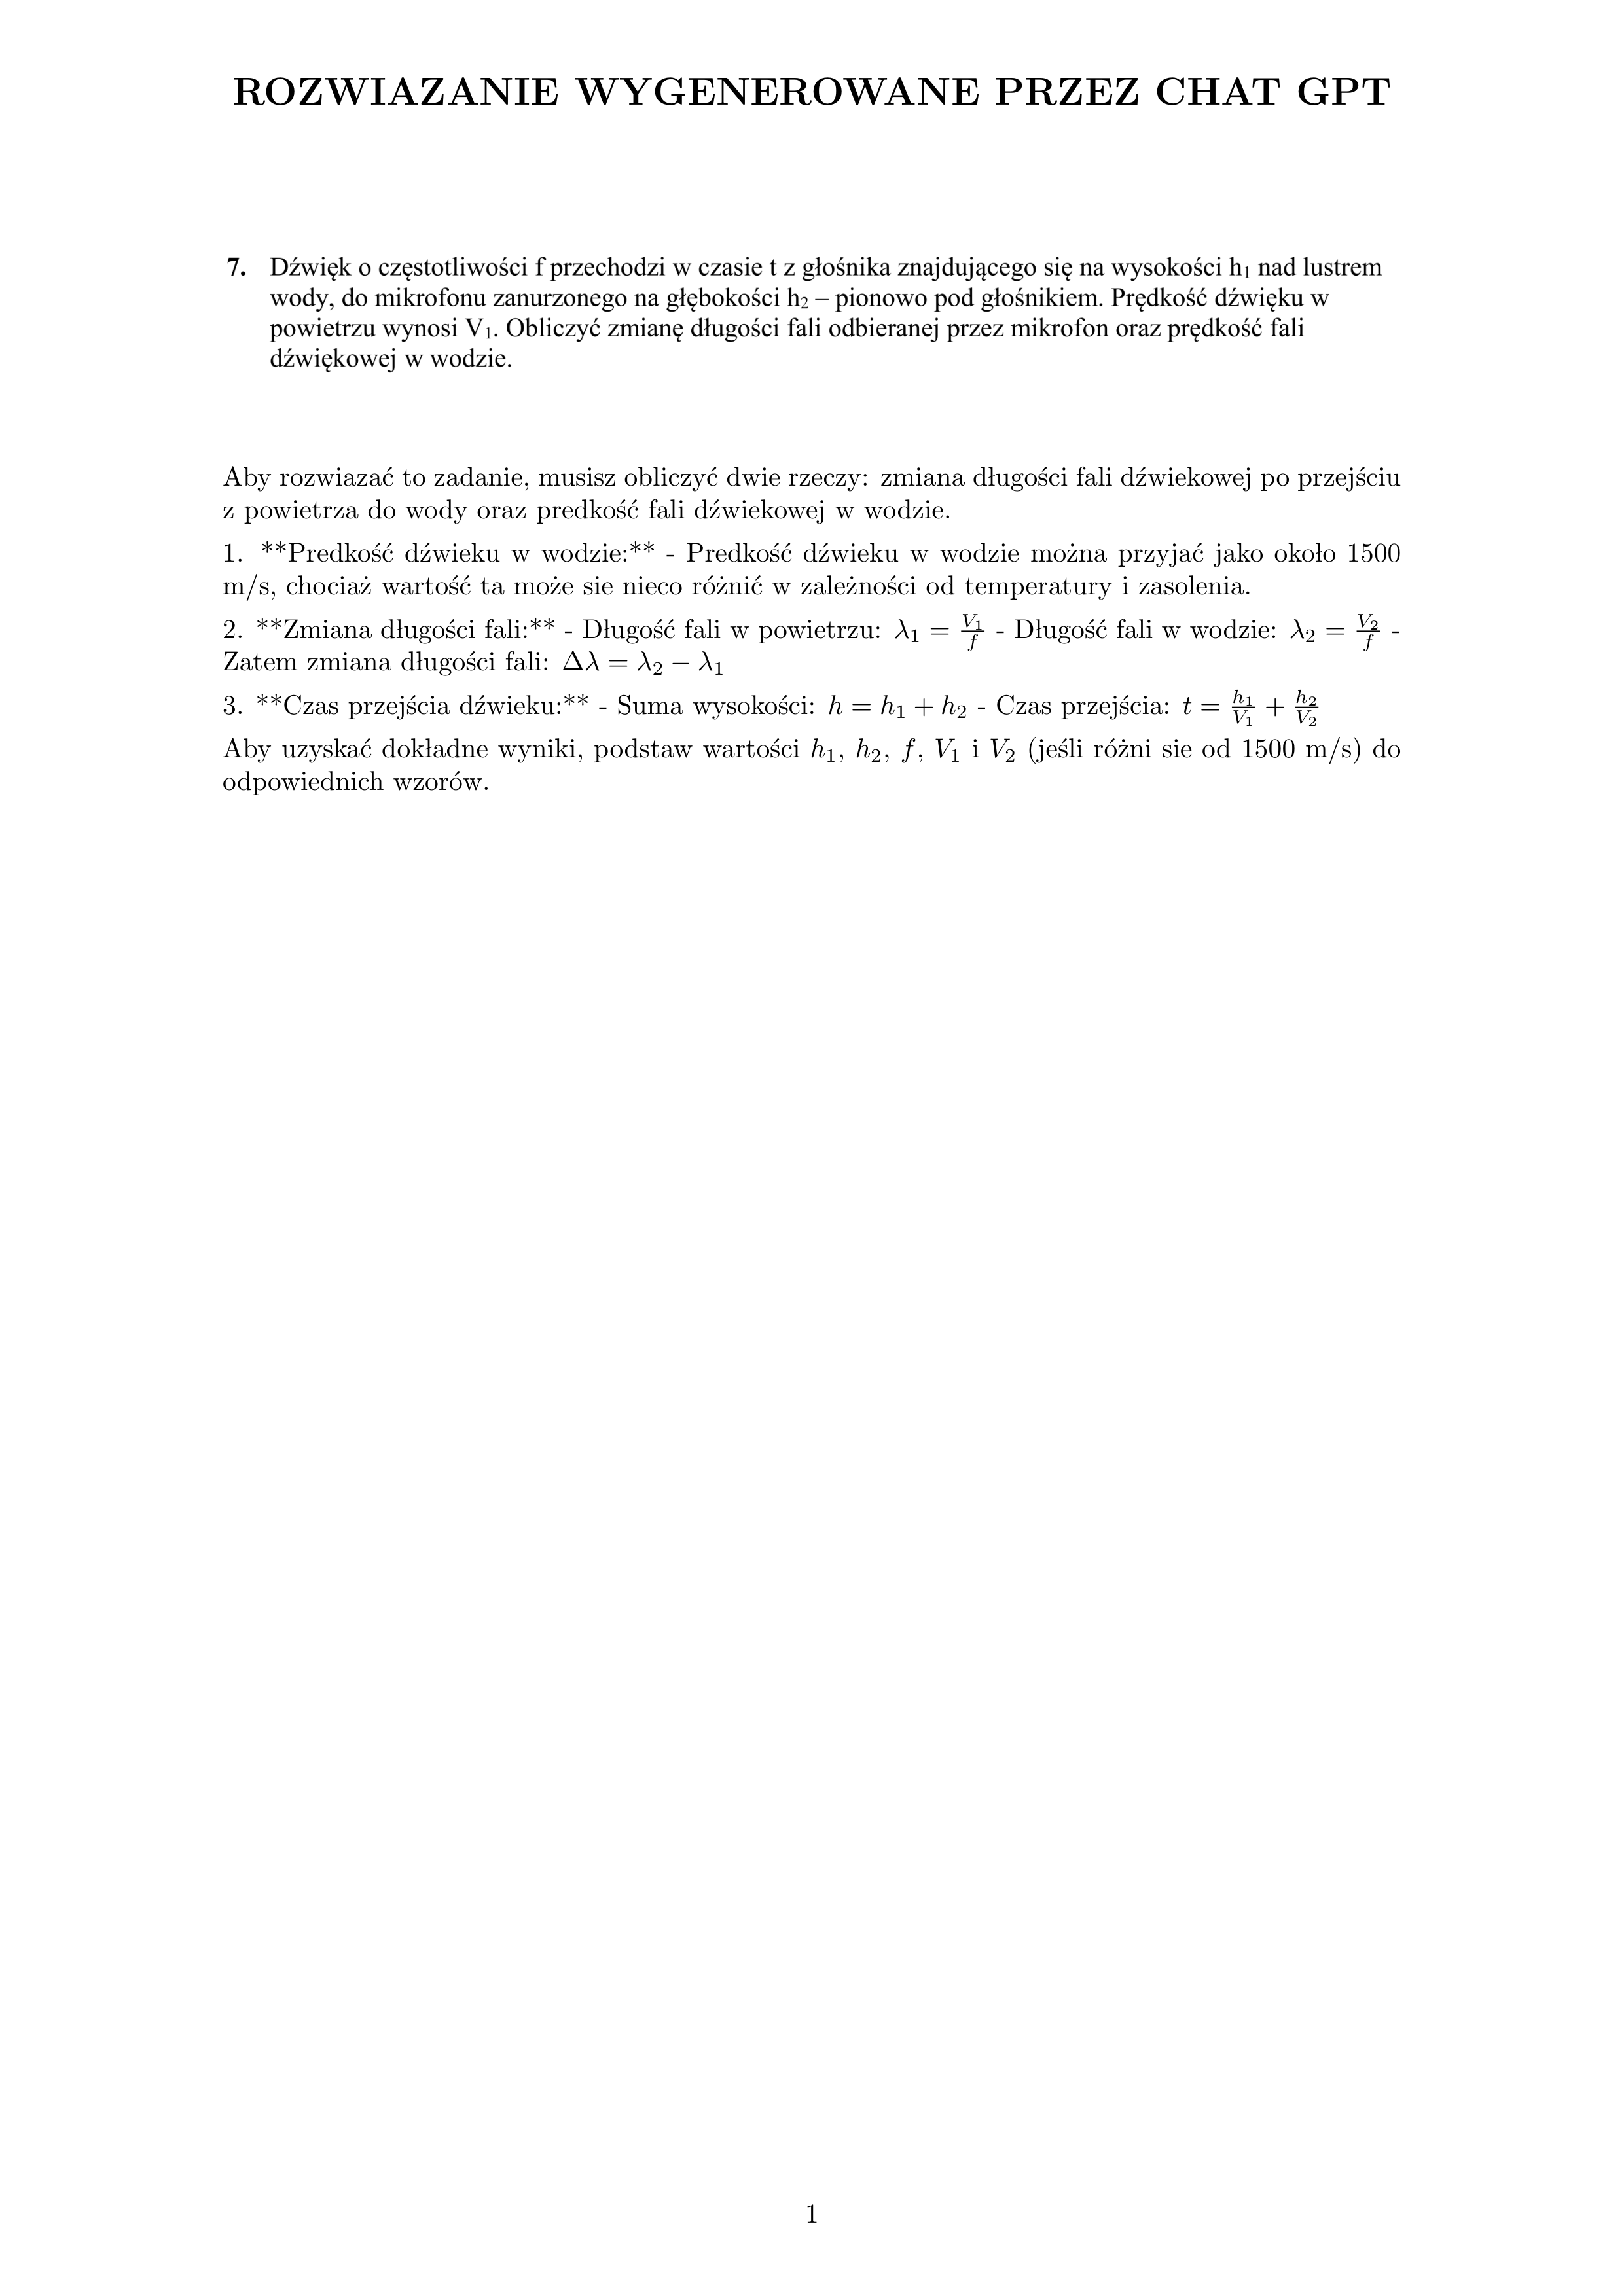 ROZWIAZANIE WYGENEROWANE PRZEZ CHAT GPT
7. Dźwięk o częstotliwości f przechodzi w czasie t z głośnika znajdującego się na wysokości h₁ nad lustrem
wody, do mikrofonu zanurzonego na głębokości h₂ – pionowo pod głośnikiem. Prędkość dźwięku w
powietrzu wynosi V₁. Obliczyć zmianę długości fali odbieranej przez mikrofon oraz prędkość fali
dźwiękowej w wodzie.
Aby rozwiazać to zadanie, musisz obliczyć dwie rzeczy: zmiana długości fali dźwiekowej po przejściu
z powietrza do wody oraz predkość fali dźwiekowej w wodzie.
1. **Predkość dźwieku w wodzie:** - Predkość dźwieku w wodzie można przyjać jako około 1500
m/s, chociaż wartość ta może sie nieco różnić w zależności od temperatury i zasolenia.
2. **Zmiana długości fali:** - Długość fali w powietrzu: $\lambda_1 = \frac{V_1}{f}$ - Długość fali w wodzie: $\lambda_2 = \frac{V_2}{f}$ -
Zatem zmiana długości fali: $\Delta\lambda = \lambda_2 - \lambda_1$
3. **Czas przejścia dźwieku:** - Suma wysokości: $h = h_1 + h_2$ - Czas przejścia: $t = \frac{h_1}{V_1} + \frac{h_2}{V_2}$
Aby uzyskać dokładne wyniki, podstaw wartości $h_1$, $h_2$, $f$, $V_1$ i $V_2$ (jeśli różni sie od 1500 m/s) do
odpowiednich wzorów.
1